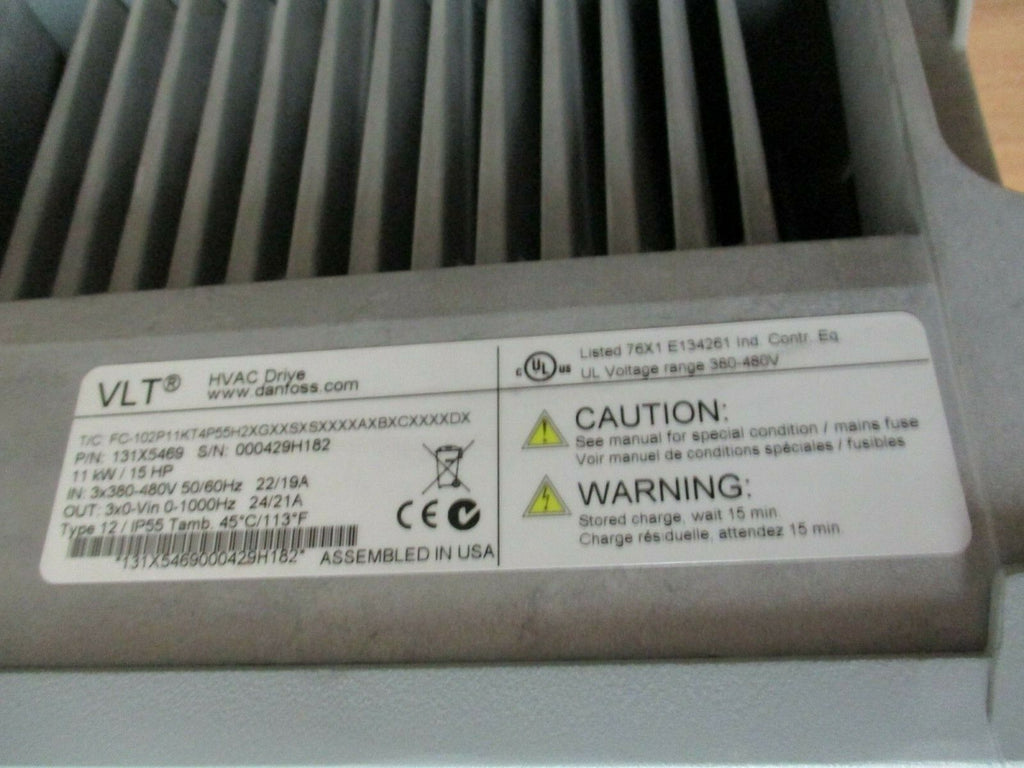 VLT®
HVAC Drive
www.danfoss.com
T/C: FC-102P11KT4P55H2XGXXSXSXXXXAXBXCXXXXDX
P/N: 131X5469 S/N: 000429H182
11 kW / 15 HP
IN: 3x380-480V 50/60Hz 22/19A
OUT: 3x0-Vin 0-1000Hz 24/21A
Type 12 / IP55 Tamb. 45°C/113°F
*131X5469000429H182* ASSEMBLED IN USA
CE
c UL us
Listed 76X1 E134261 Ind. Contr. Eq.
UL Voltage range 380-480V
CAUTION:
See manual for special condition / mains fuse
Voir manuel de conditions spéciales / fusibles
WARNING:
Stored charge, wait 15 min.
Charge résiduelle, attendez 15 min.